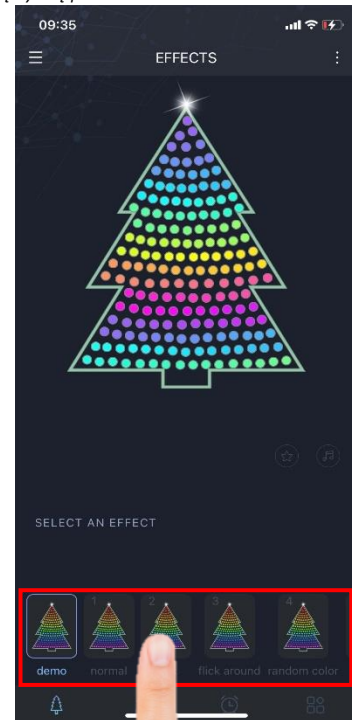 09:35
EFFECTS
SELECT AN EFFECT
1 2 3 4
demo normal flick around random color